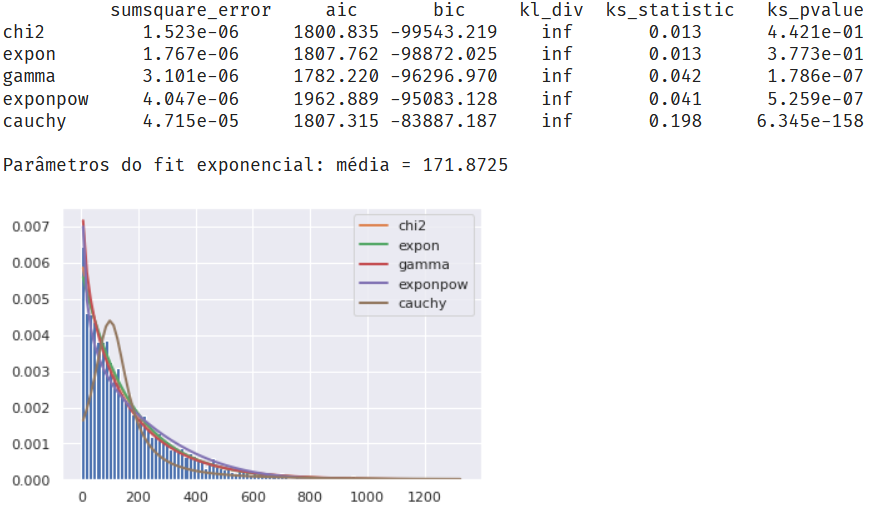 sumsquare_error aic bic kl_div ks_statistic ks_pvalue
chi2 1.523e-06 1800.835 -99543.219 inf 0.013 4.421e-01
expon 1.767e-06 1807.762 -98872.025 inf 0.013 3.773e-01
gamma 3.101e-06 1782.220 -96296.970 inf 0.042 1.786e-07
exponpow 4.047e-06 1962.889 -95083.128 inf 0.041 5.259e-07
cauchy 4.715e-05 1807.315 -83887.187 inf 0.198 6.345e-158
Parâmetros do fit exponencial: média = 171.8725
chi2
expon
gamma
exponpow
cauchy
0.007
0.006
0.005
0.004
0.003
0.002
0.001
0.000
0 200 400 600 800 1000 1200